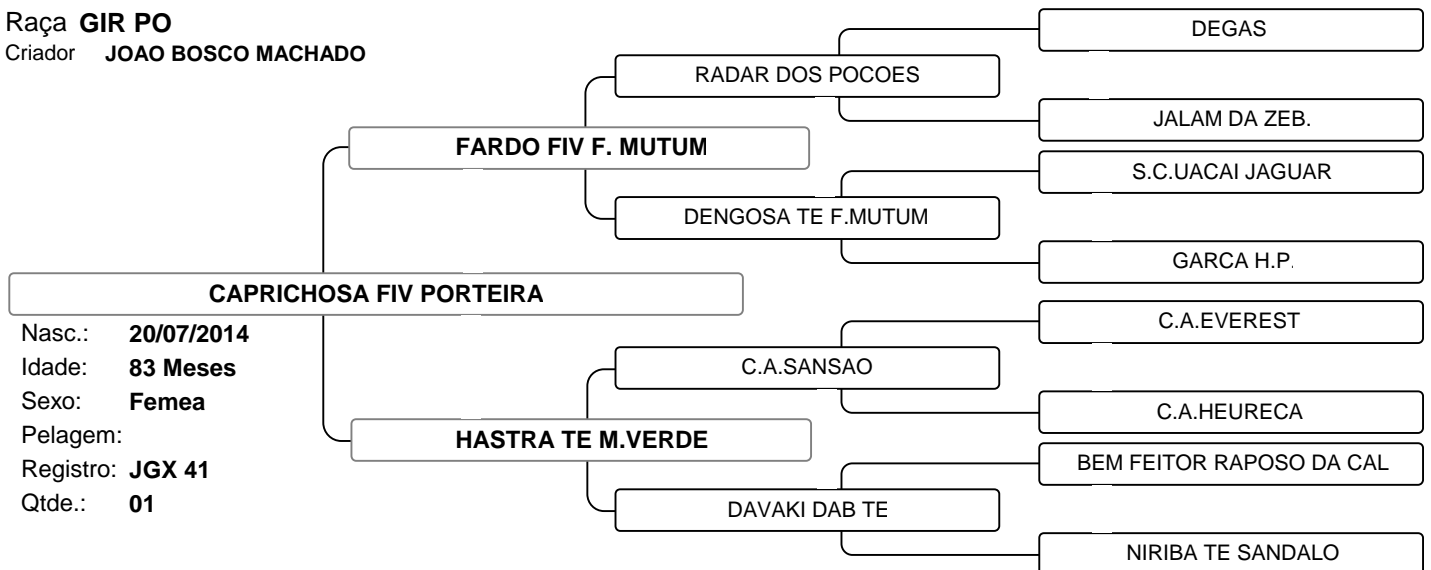 Raça GIR PO
Criador JOAO BOSCO MACHADO
DEGAS
RADAR DOS POCOES
JALAM DA ZEB.
FARDO FIV F. MUTUM
S.C.UACAI JAGUAR
DENGOSA TE F.MUTUM
GARCA H.P.
CAPRICHOSA FIV PORTEIRA
C.A.EVEREST
C.A.SANSAO
C.A.HEURECA
HASTRA TE M.VERDE
BEM FEITOR RAPOSO DA CAL
DAVAKI DAB TE
NIRIBA TE SANDALO
Nasc.: 20/07/2014
Idade: 83 Meses
Sexo: Femea
Pelagem:
Registro: JGX 41
Qtde.: 01